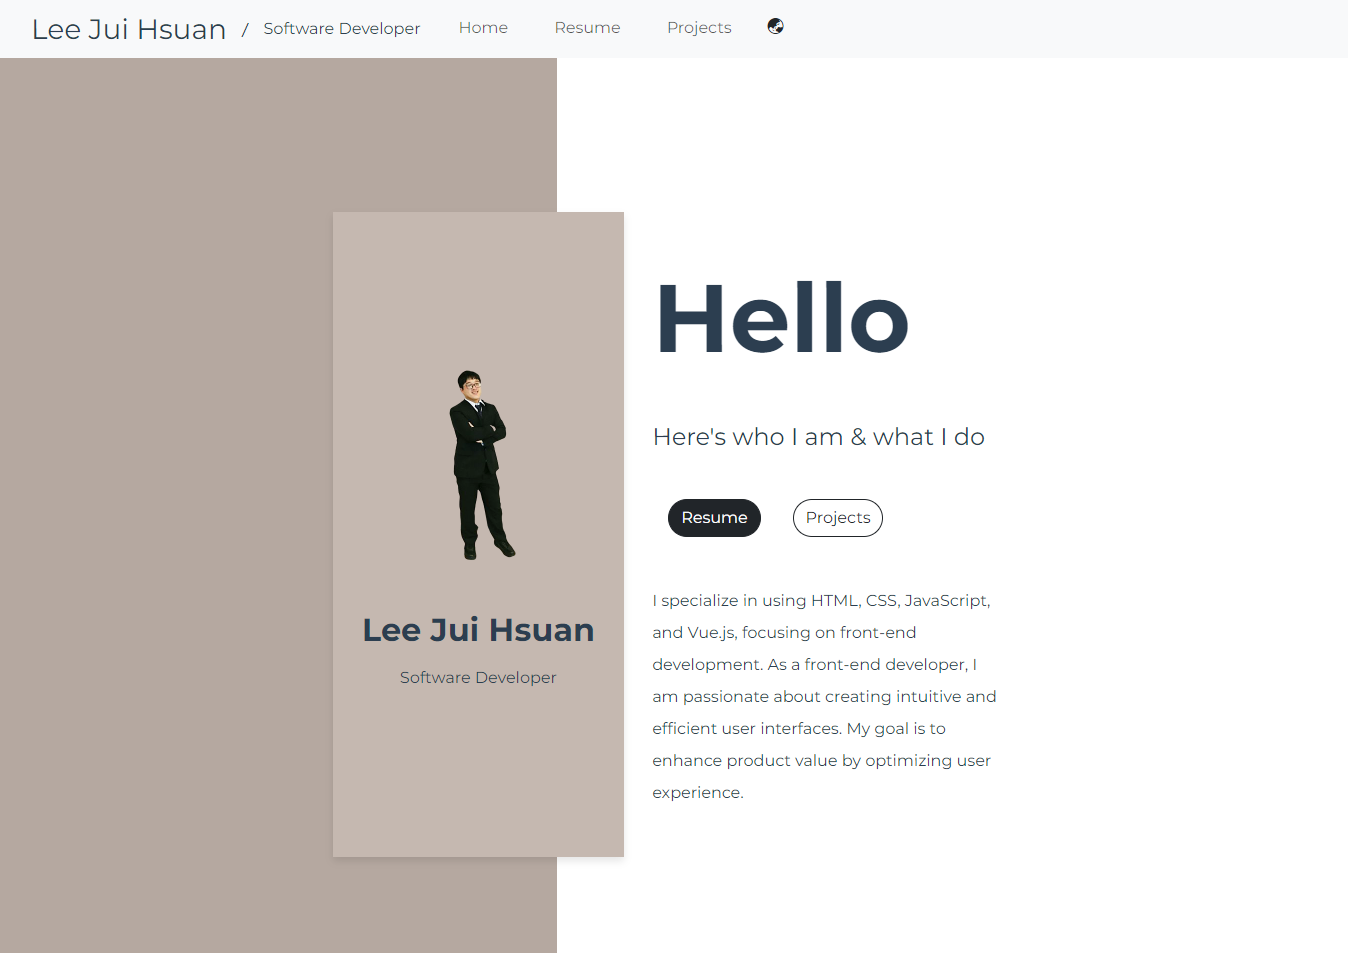 Lee Jui Hsuan / Software Developer Home Resume Projects
Hello
Here's who I am & what I do
Resume Projects
Lee Jui Hsuan
Software Developer
I specialize in using HTML, CSS, JavaScript,
and Vue.js, focusing on front-end
development. As a front-end developer, I
am passionate about creating intuitive and
efficient user interfaces. My goal is to
enhance product value by optimizing user
experience.